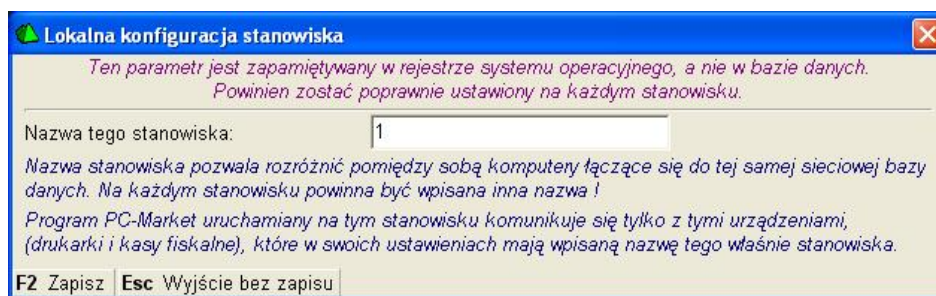 Lokalna konfiguracja stanowiska
Ten parametr jest zapamiętywany w rejestrze systemu operacyjnego, a nie w bazie danych.
Powinien zostać poprawnie ustawiony na każdym stanowisku.
Nazwa tego stanowiska: 1
Nazwa stanowiska pozwala rozróżnić pomiędzy sobą komputery łączące się do tej samej sieciowej bazy
danych. Na każdym stanowisku powinna być wpisana inna nazwa !
Program PC-Market uruchamiany na tym stanowisku komunikuje się tylko z tymi urządzeniami,
(drukarki i kasy fiskalne), które w swoich ustawieniach mają wpisaną nazwę tego właśnie stanowiska.
F2 Zapisz Esc Wyjście bez zapisu